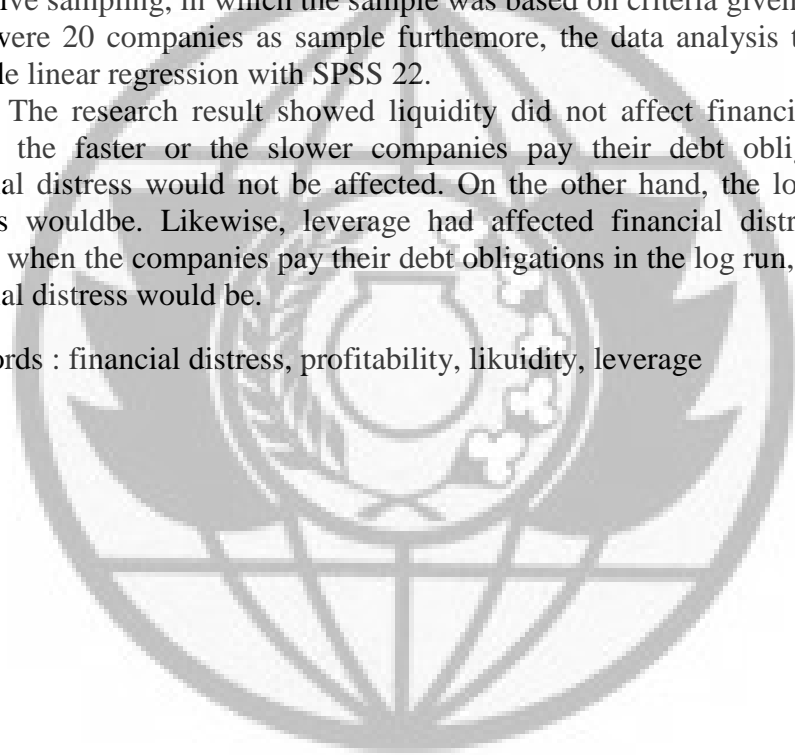 ive sampling, in which the sample was based on criteria given
were 20 companies as sample furthemore, the data analysis t
le linear regression with SPSS 22.
The research result showed liquidity did not affect financi
the faster or the slower companies pay their debt oblig
al distress would not be affected. On the other hand, the lo
s wouldbe. Likewise, leverage had affected financial distr
when the companies pay their debt obligations in the log run,
al distress would be.
ords : financial distress, profitability, likuidity, leverage